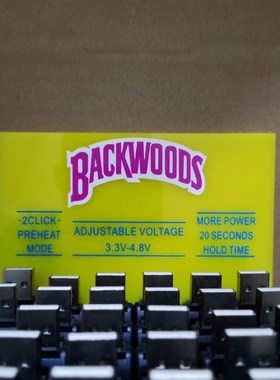 BACKWOODS
-2CLICK-
PREHEAT
MODE
ADJUSTABLE VOLTAGE
3.3V-4.8V
MORE POWER
20 SECONDS
HOLD TIME